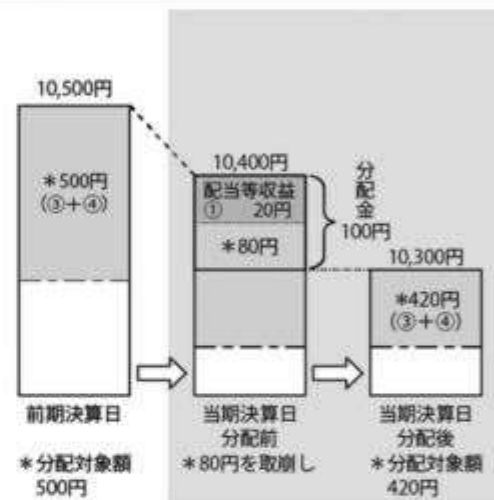 10,500円
*500円
(③+④)
前期決算日
*分配対象額
500円
10,400円
配当等収益
① 20円
*80円
分配金
100円
当期決算日
分配前
*80円を取崩し
10,300円
*420円
(③+④)
当期決算日
分配後
*分配対象額
420円